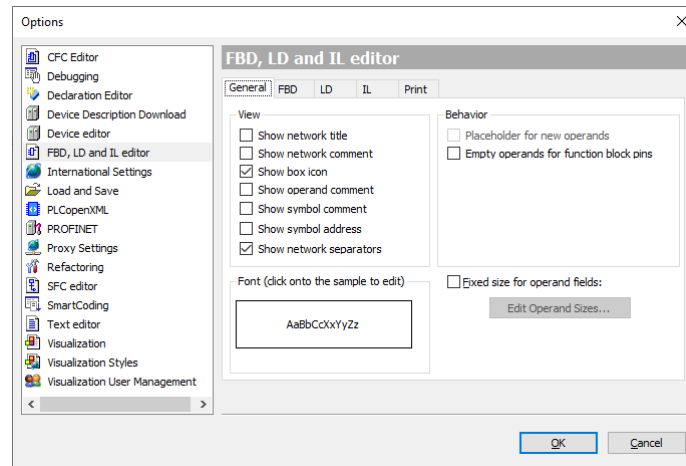 Options
CFC Editor
Debugging
Declaration Editor
Device Description Download
Device editor
FBD, LD and IL editor
International Settings
Load and Save
PLCopenXML
PROFINET
Proxy Settings
Refactoring
SFC editor
SmartCoding
Text editor
Visualization
Visualization Styles
Visualization User Management
FBD, LD and IL editor
General FBD LD IL Print
View
Show network title
Show network comment
Show box icon
Show operand comment
Show symbol comment
Show symbol address
Show network separators
Behavior
Placeholder for new operands
Empty operands for function block pins
Font (click onto the sample to edit)
AaBbCcXxYyZz
Fixed size for operand fields:
Edit Operand Sizes...
OK Cancel